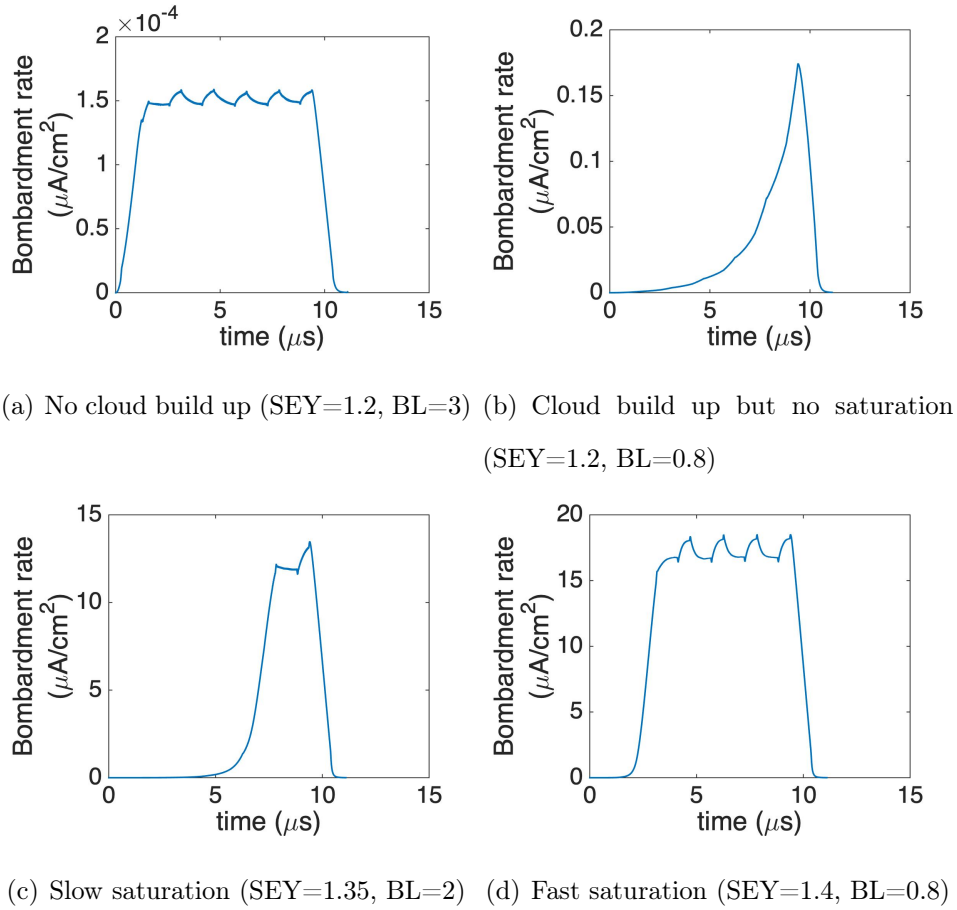 ×10⁻⁴
2
1.5
1
0.5
0
0 5 10 15
time (μs)
Bombardment rate
(μA/cm²)
0.2
0.15
0.1
0.05
0
0 5 10 15
time (μs)
Bombardment rate
(μA/cm²)
(a) No cloud build up (SEY=1.2, BL=3)
(b) Cloud build up but no saturation
(SEY=1.2, BL=0.8)
15
10
5
0
0 5 10 15
time (μs)
Bombardment rate
(μA/cm²)
20
15
10
5
0
0 5 10 15
time (μs)
Bombardment rate
(μA/cm²)
(c) Slow saturation (SEY=1.35, BL=2)
(d) Fast saturation (SEY=1.4, BL=0.8)